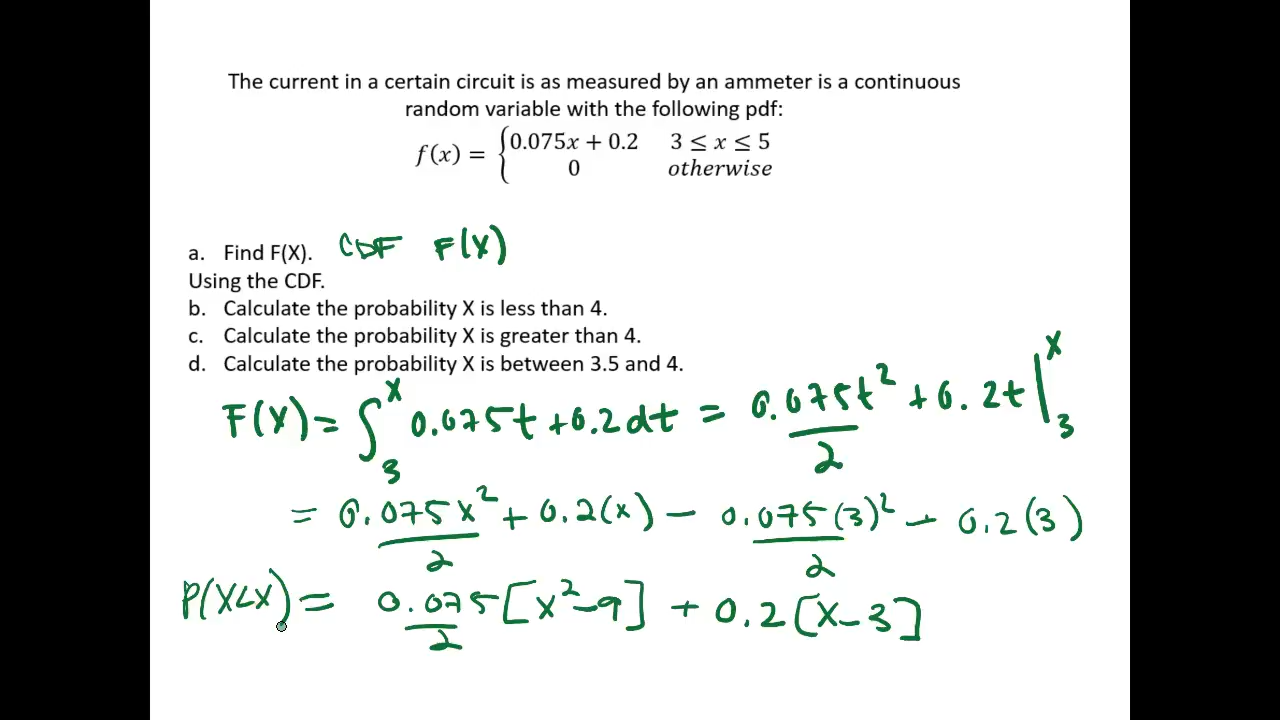 The current in a certain circuit is as measured by an ammeter is a continuous
random variable with the following pdf:
f(x) = { 0.075x + 0.2   3 ≤ x ≤ 5
0   otherwise
a. Find F(X). CDF F(X)
Using the CDF.
b. Calculate the probability X is less than 4.
c. Calculate the probability X is greater than 4.
d. Calculate the probability X is between 3.5 and 4.
F(X) = ∫₃ˣ 0.075t + 0.2 dt = 0.075t²/2 + 0.2t |₃ˣ
= 0.075x²/2 + 0.2(x) − 0.075(3)²/2 − 0.2(3)
P(X<X) = 0.075/2 [x² − 9] + 0.2 [x − 3]